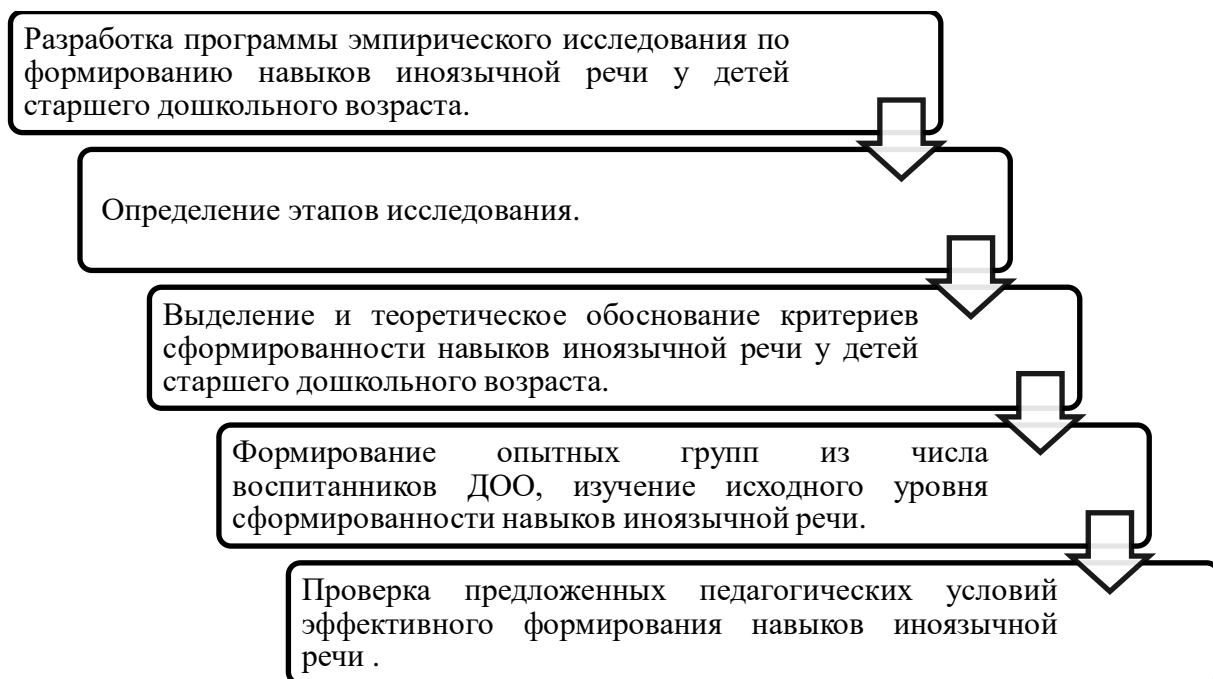 Разработка программы эмпирического исследования по
формированию навыков иноязычной речи у детей
старшего дошкольного возраста.
Определение этапов исследования.
Выделение и теоретическое обоснование критериев
сформированности навыков иноязычной речи у детей
старшего дошкольного возраста.
Формирование опытных групп из числа
воспитанников ДОО, изучение исходного уровня
сформированности навыков иноязычной речи.
Проверка предложенных педагогических условий
эффективного формирования навыков иноязычной
речи .